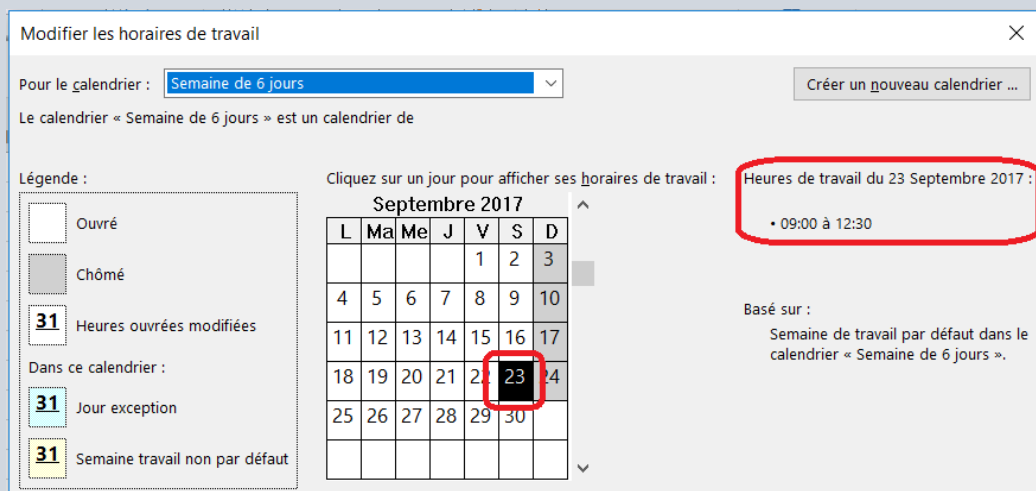 Modifier les horaires de travail
Pour le calendrier : Semaine de 6 jours
Créer un nouveau calendrier ...
Le calendrier « Semaine de 6 jours » est un calendrier de
Légende :
Ouvré
Chômé
31 Heures ouvrées modifiées
Dans ce calendrier :
31 Jour exception
31 Semaine travail non par défaut
Cliquez sur un jour pour afficher ses horaires de travail :
Septembre 2017
L Ma Me J V S D
1 2 3
4 5 6 7 8 9 10
11 12 13 14 15 16 17
18 19 20 21 22 23 24
25 26 27 28 29 30
Heures de travail du 23 Septembre 2017 :
• 09:00 à 12:30
Basé sur :
Semaine de travail par défaut dans le
calendrier « Semaine de 6 jours ».